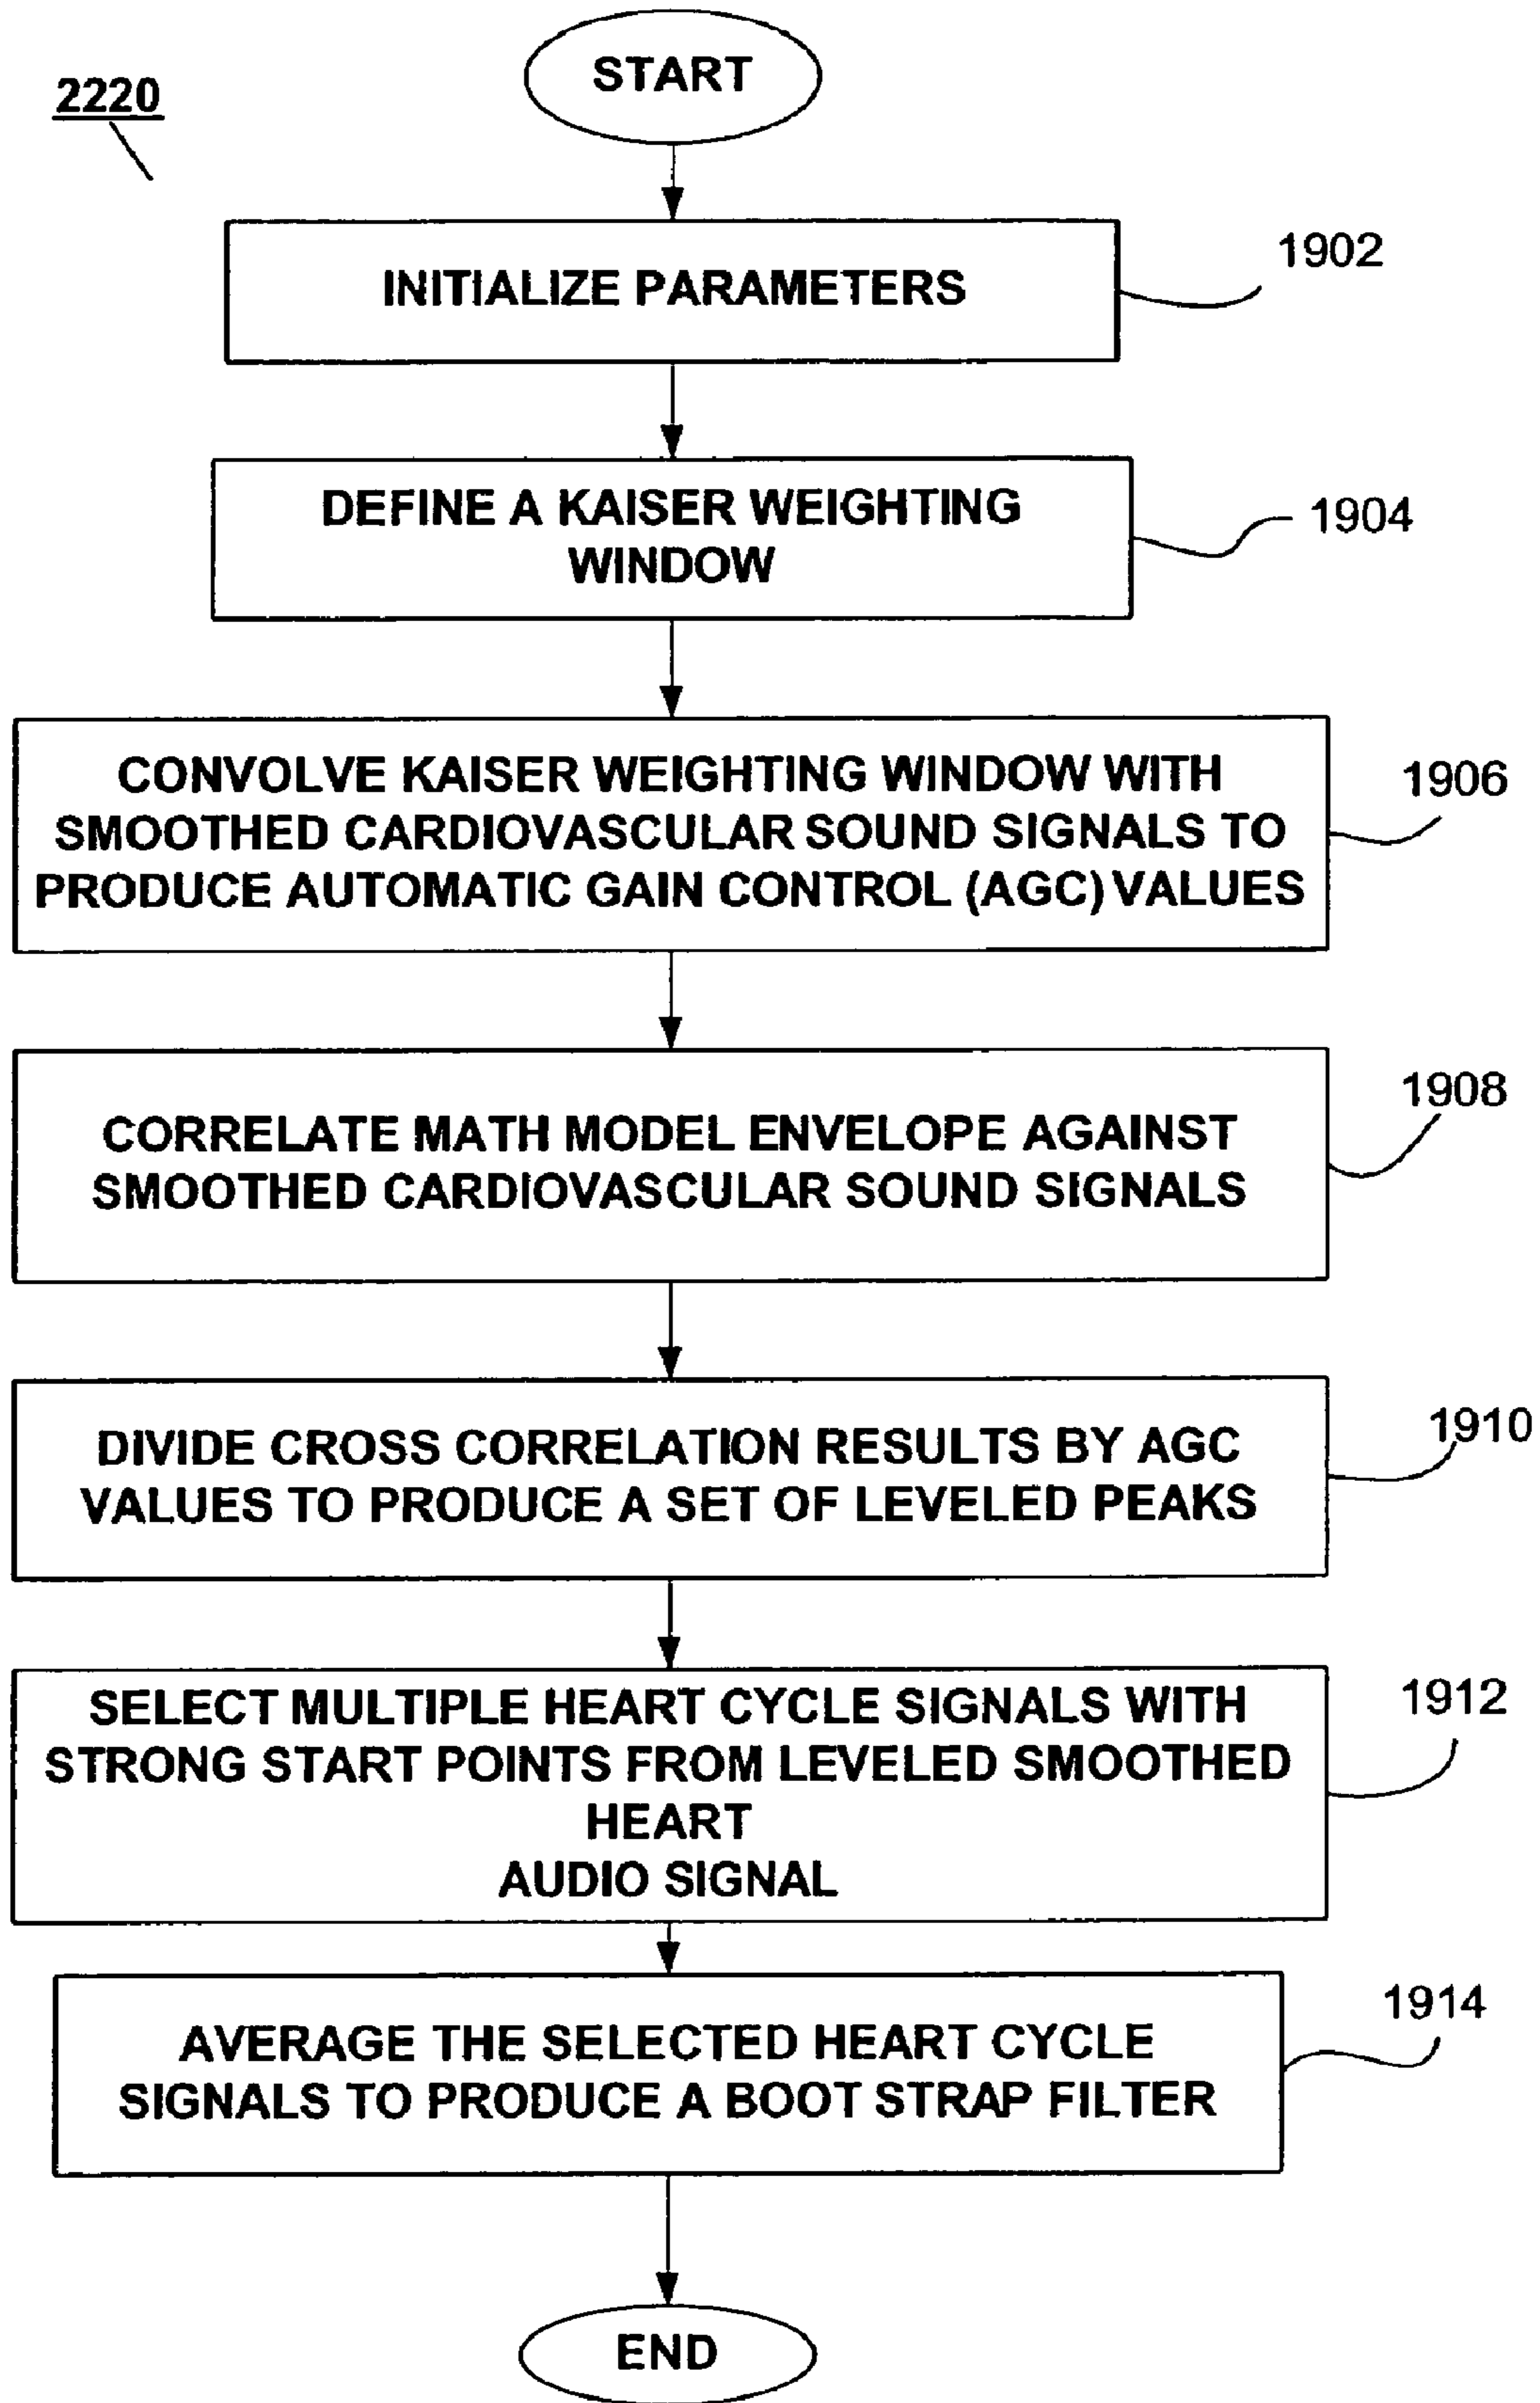 2220
START
INITIALIZE PARAMETERS
1902
DEFINE A KAISER WEIGHTING
WINDOW
1904
CONVOLVE KAISER WEIGHTING WINDOW WITH
SMOOTHED CARDIOVASCULAR SOUND SIGNALS TO
PRODUCE AUTOMATIC GAIN CONTROL (AGC) VALUES
1906
CORRELATE MATH MODEL ENVELOPE AGAINST
SMOOTHED CARDIOVASCULAR SOUND SIGNALS
1908
DIVIDE CROSS CORRELATION RESULTS BY AGC
VALUES TO PRODUCE A SET OF LEVELED PEAKS
1910
SELECT MULTIPLE HEART CYCLE SIGNALS WITH
STRONG START POINTS FROM LEVELED SMOOTHED
HEART
AUDIO SIGNAL
1912
AVERAGE THE SELECTED HEART CYCLE
SIGNALS TO PRODUCE A BOOT STRAP FILTER
1914
END